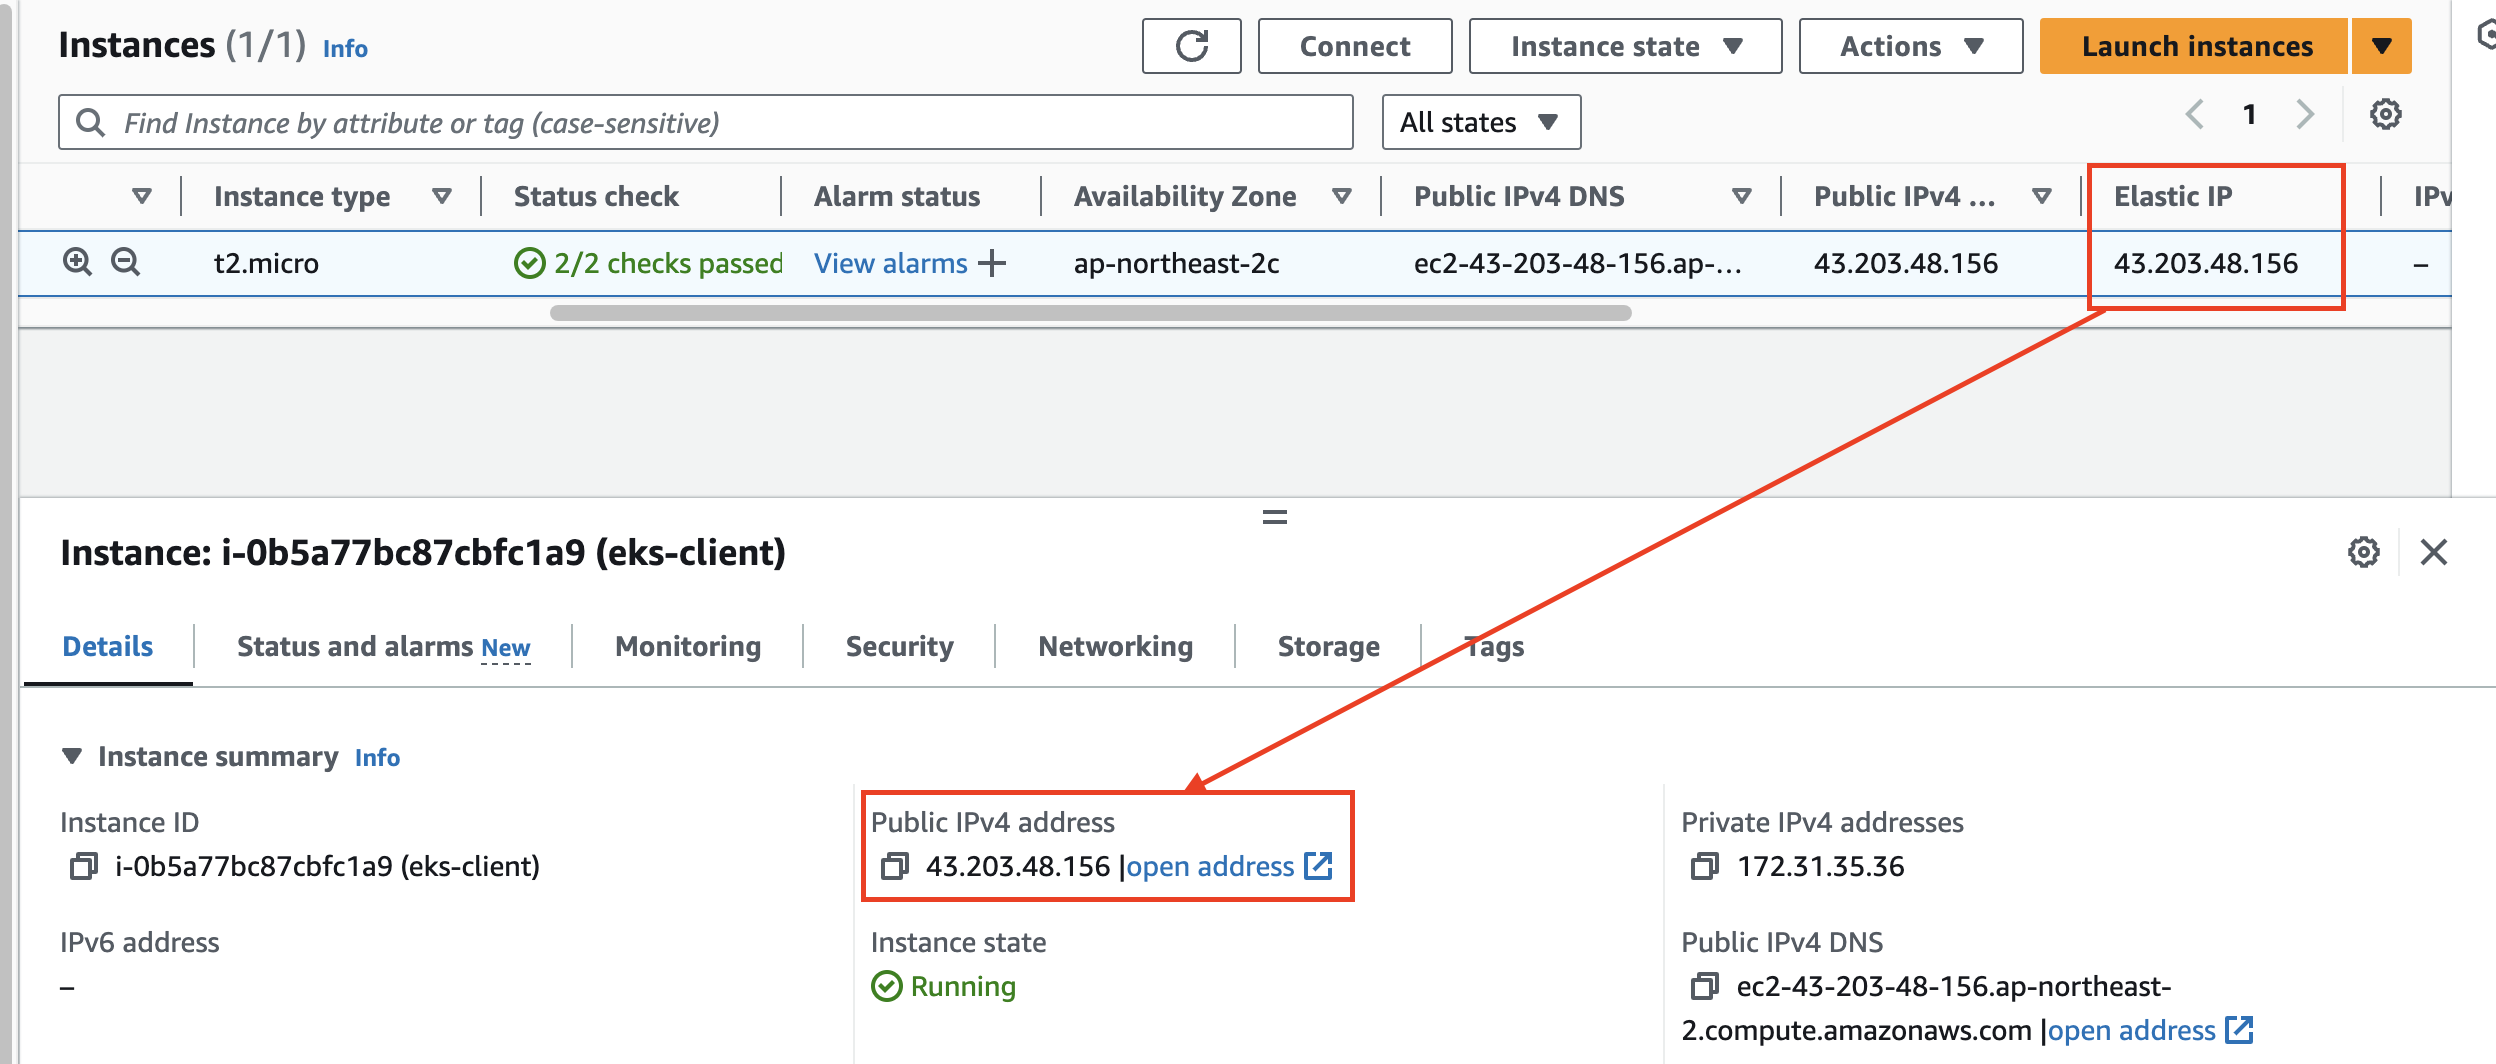 Instances (1/1) Info
Connect
Instance state
Actions
Launch instances
Find Instance by attribute or tag (case-sensitive)
All states
1
Instance type
Status check
Alarm status
Availability Zone
Public IPv4 DNS
Public IPv4 ...
Elastic IP
IPv
t2.micro
2/2 checks passed
View alarms
ap-northeast-2c
ec2-43-203-48-156.ap-...
43.203.48.156
43.203.48.156
–
Instance: i-0b5a77bc87cbfc1a9 (eks-client)
Details
Status and alarms New
Monitoring
Security
Networking
Storage
Tags
Instance summary Info
Instance ID
i-0b5a77bc87cbfc1a9 (eks-client)
Public IPv4 address
43.203.48.156 |open address
Private IPv4 addresses
172.31.35.36
IPv6 address
–
Instance state
Running
Public IPv4 DNS
ec2-43-203-48-156.ap-northeast-
2.compute.amazonaws.com |open address